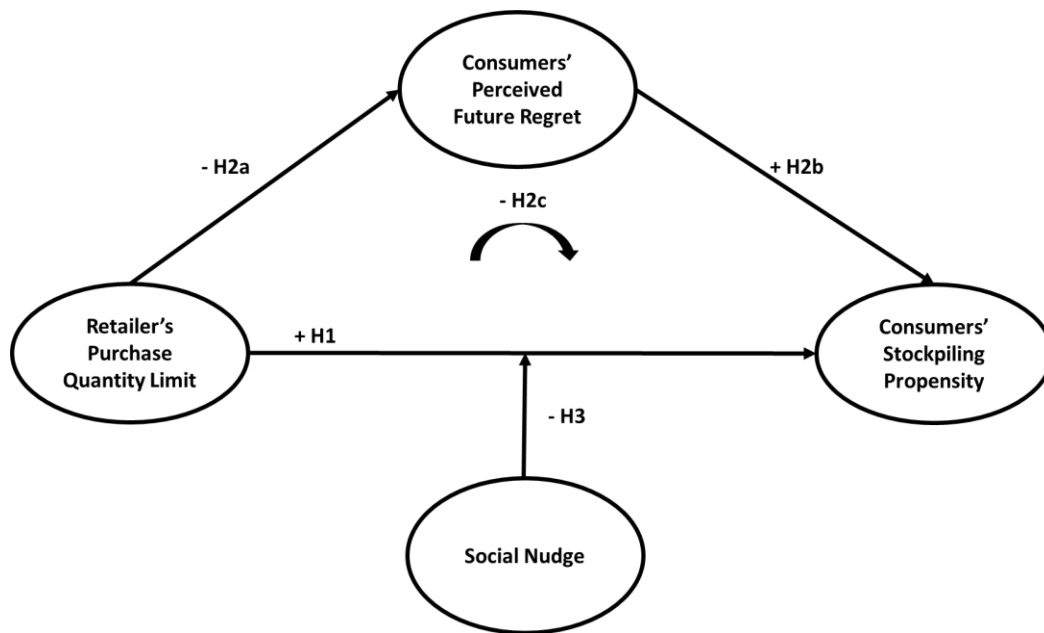 Consumers’
Perceived
Future Regret
- H2a
+ H2b
- H2c
Retailer’s
Purchase
Quantity Limit
+ H1
Consumers’
Stockpiling
Propensity
- H3
Social Nudge